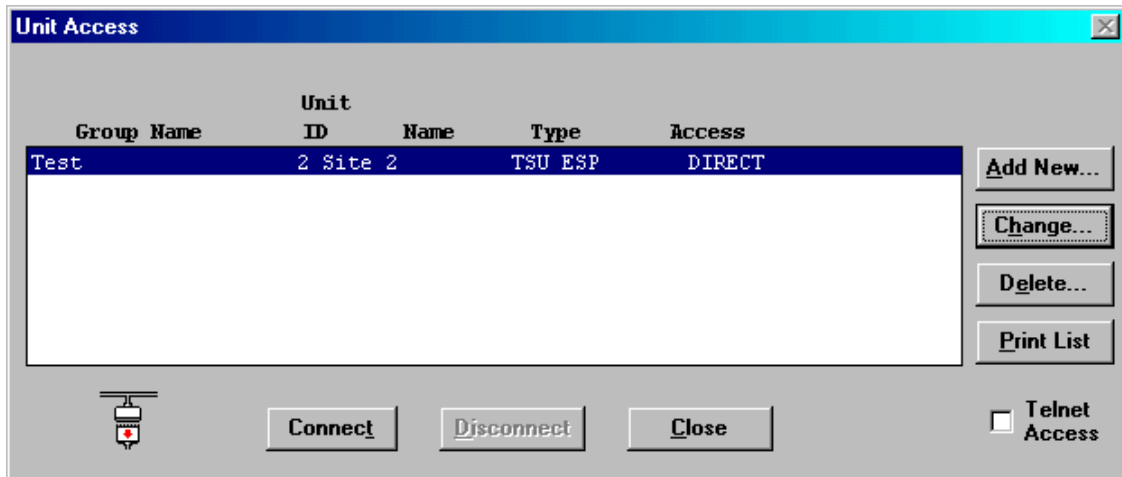 Unit Access
Unit
Group Name ID Name Type Access
Test 2 Site 2 TSU ESP DIRECT
Add New...
Change...
Delete...
Print List
Connect Disconnect Close
Telnet
Access